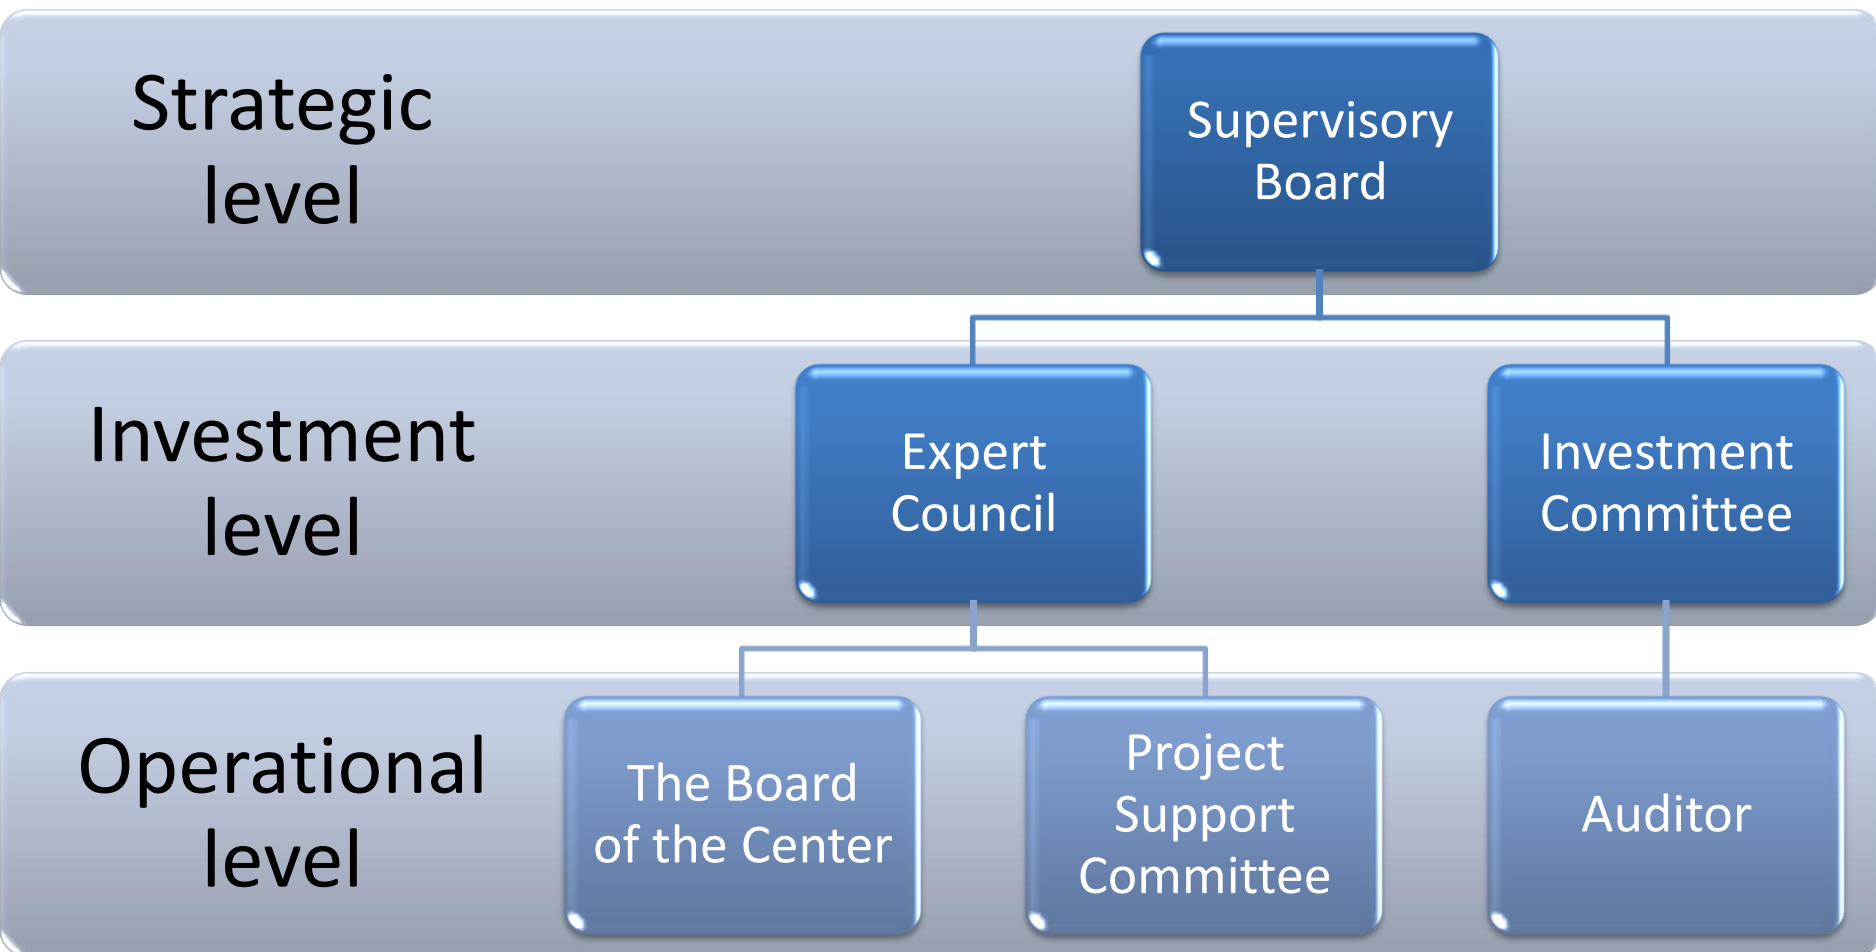 Strategic
level
Supervisory
Board
Investment
level
Expert
Council
Investment
Committee
Operational
level
The Board
of the Center
Project
Support
Committee
Auditor